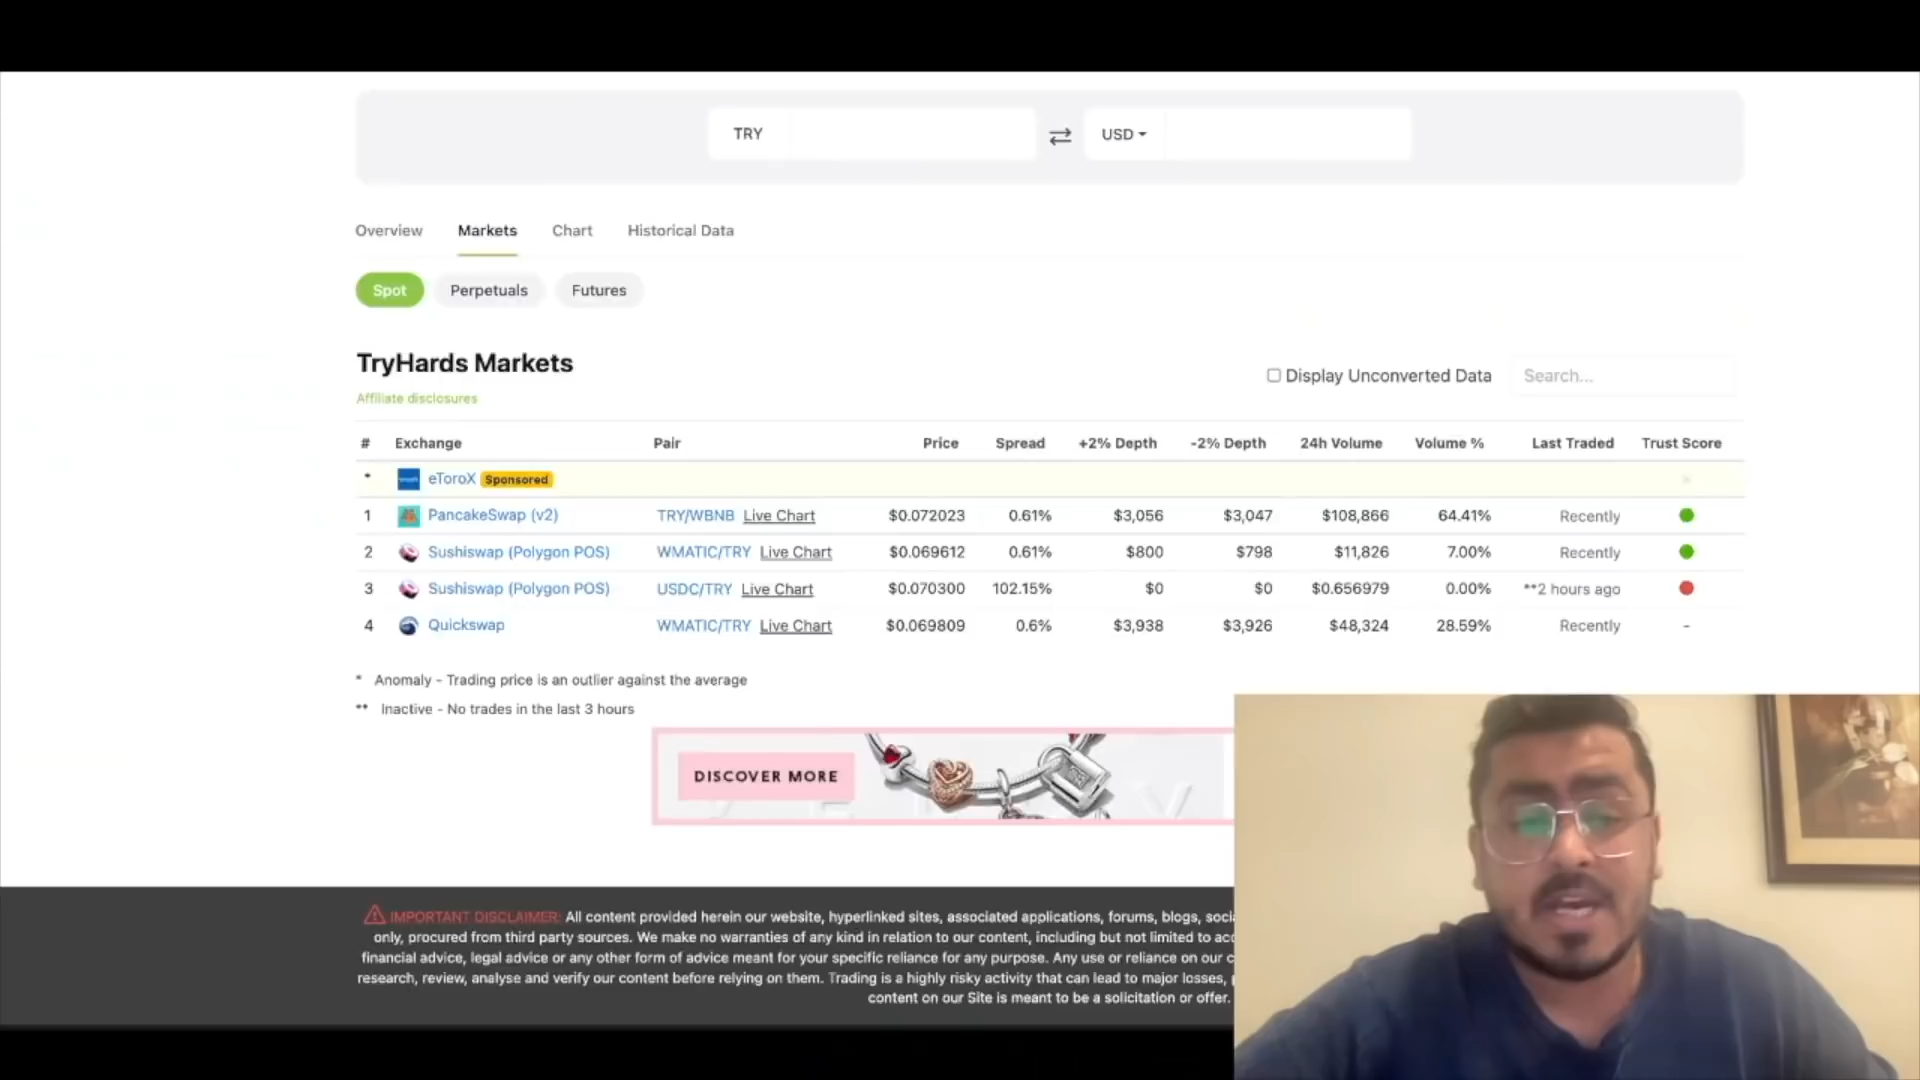 TRY
USD
Overview Markets Chart Historical Data
Spot Perpetuals Futures
TryHards Markets
Affiliate disclosures
Display Unconverted Data Search...
# Exchange Pair Price Spread +2% Depth -2% Depth 24h Volume Volume % Last Traded Trust Score
* eToroX Sponsored
1 PancakeSwap (v2) TRY/WBNB Live Chart $0.072023 0.61% $3,056 $3,047 $108,866 64.41% Recently
2 Sushiswap (Polygon POS) WMATIC/TRY Live Chart $0.069612 0.61% $800 $798 $11,826 7.00% Recently
3 Sushiswap (Polygon POS) USDC/TRY Live Chart $0.070300 102.15% $0 $0 $0.656979 0.00% **2 hours ago
4 Quickswap WMATIC/TRY Live Chart $0.069809 0.6% $3,938 $3,926 $48,324 28.59% Recently -
* Anomaly - Trading price is an outlier against the average
** Inactive - No trades in the last 3 hours
DISCOVER MORE
IMPORTANT DISCLAIMER: All content provided herein our website, hyperlinked sites, associated applications, forums, blogs,
only, procured from third party sources. We make no warranties of any kind in relation to our content, including but not limited to
financial advice, legal advice or any other form of advice meant for your specific reliance for any purpose. Any use or reliance on our
research, review, analyse and verify our content before relying on them. Trading is a highly risky activity that can lead to major losses,
content on our Site is meant to be a solicitation or offer.